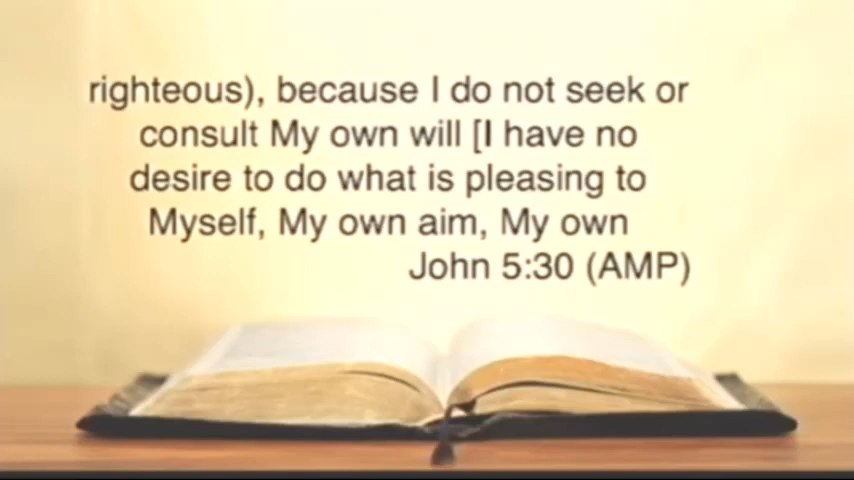 righteous), because I do not seek or
consult My own will [I have no
desire to do what is pleasing to
Myself, My own aim, My own
John 5:30 (AMP)